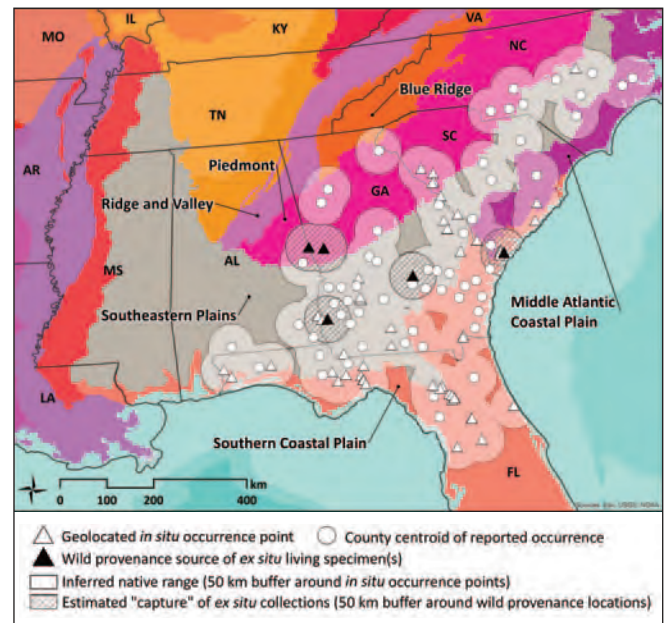 MO
IL
KY
VA
NC
TN
Blue Ridge
AR
Piedmont
SC
GA
Ridge and Valley
AL
MS
Southeastern Plains
Middle Atlantic
Coastal Plain
LA
Southern Coastal Plain
FL
km
0 100 200 400
Geolocated in situ occurrence point
County centroid of reported occurrence
Wild provenance source of ex situ living specimen(s)
Inferred native range (50 km buffer around in situ occurrence points)
Estimated "capture" of ex situ collections (50 km buffer around wild provenance locations)